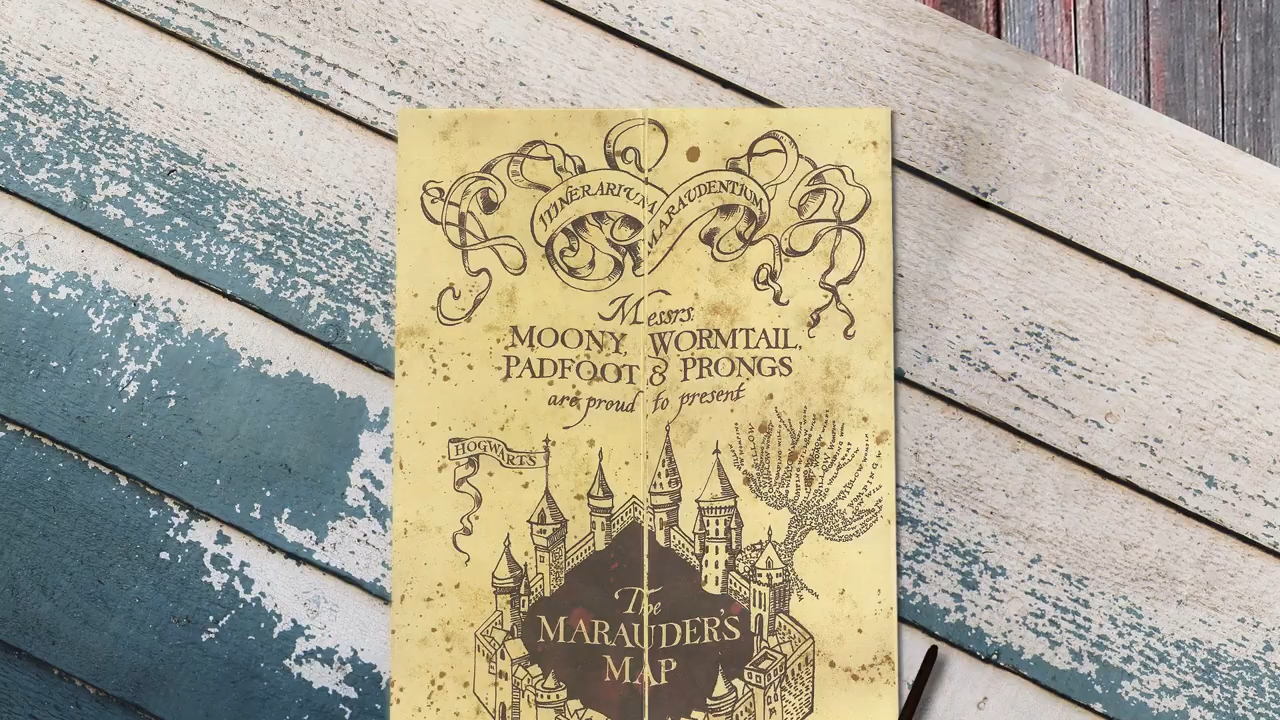 ITINERARIUM MARAUDENTIUM
Messrs.
MOONY, WORMTAIL,
PADFOOT & PRONGS
are proud to present
HOGWARTS
The
MARAUDER'S
MAP